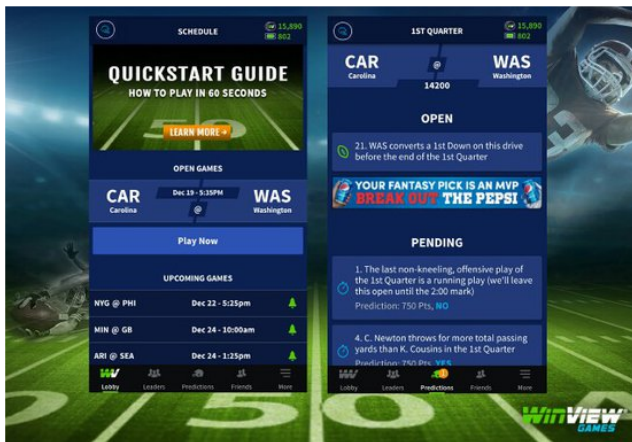 SCHEDULE
15,890
802
QUICKSTART GUIDE
HOW TO PLAY IN 60 SECONDS
LEARN MORE
OPEN GAMES
CAR
Carolina
Dec 19 - 5:35PM
@
WAS
Washington
Play Now
UPCOMING GAMES
NYG @ PHI Dec 22 - 5:25pm
MIN @ GB Dec 24 - 10:00am
ARI @ SEA Dec 24 - 1:25pm
Lobby Leaders Predictions Friends More
1ST QUARTER
15,890
802
CAR
Carolina
@
WAS
Washington
14200
OPEN
21. WAS converts a 1st Down on this drive
before the end of the 1st Quarter
YOUR FANTASY PICK IS AN MVP
BREAK OUT THE PEPSI
PENDING
1. The last non-kneeling, offensive play of
the 1st Quarter is a running play (we'll leave
this open until the 2:00 mark)
Prediction: 750 Pts, NO
4. C. Newton throws for more total passing
yards than K. Cousins in the 1st Quarter
Prediction: 750 Pts, YES
Lobby Leaders Predictions Friends More
WINVIEW
GAMES